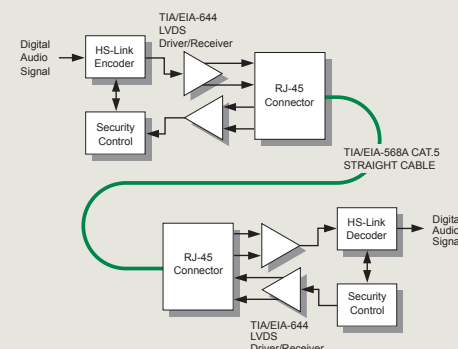 TIA/EIA-644
LVDS
Driver/Receiver
Digital
Audio
Signal
HS-Link
Encoder
RJ-45
Connector
Security
Control
TIA/EIA-568A CAT.5
STRAIGHT CABLE
RJ-45
Connector
HS-Link
Decoder
Digital
Audio
Signal
Security
Control
TIA/EIA-644
LVDS
Driver/Receiver